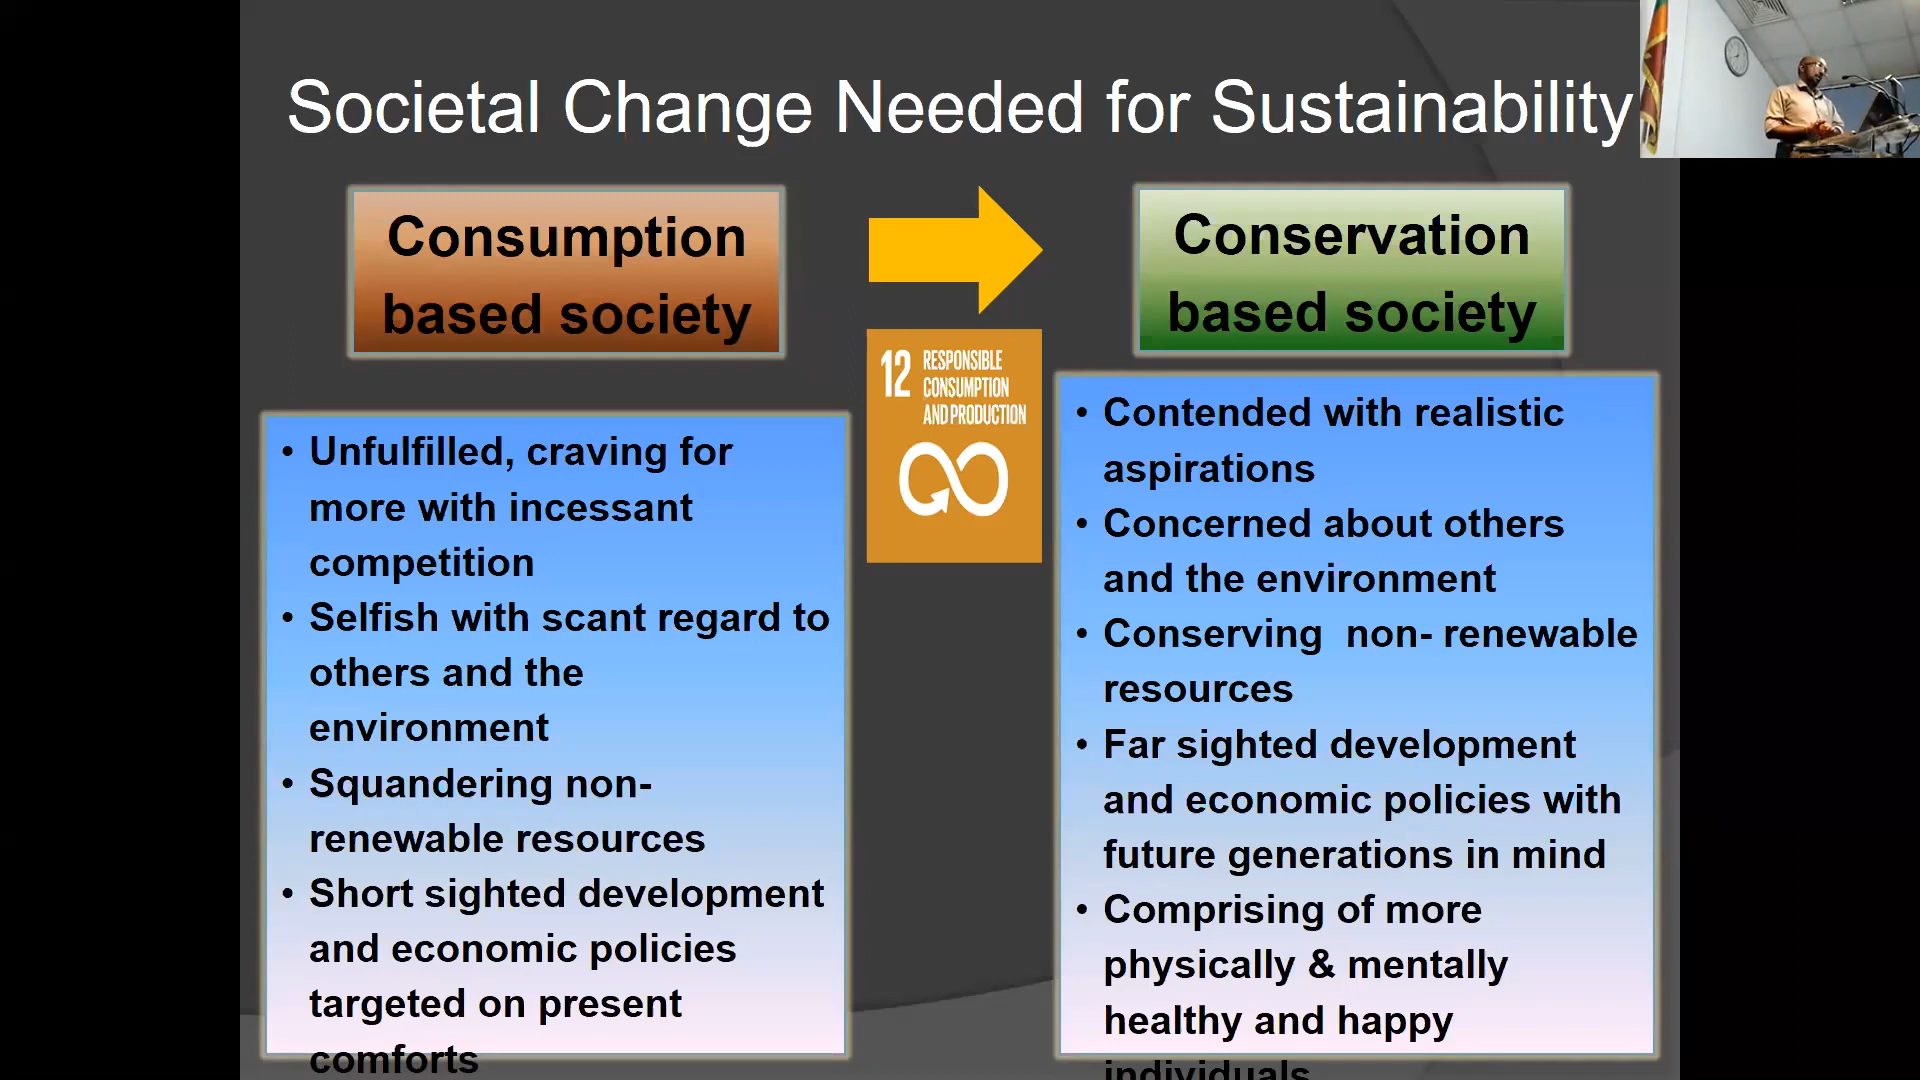 Societal Change Needed for Sustainability
Consumption
based society
Conservation
based society
12 RESPONSIBLE
CONSUMPTION
AND PRODUCTION
• Unfulfilled, craving for
more with incessant
competition
• Selfish with scant regard to
others and the
environment
• Squandering non-
renewable resources
• Short sighted development
and economic policies
targeted on present
comforts
• Contended with realistic
aspirations
• Concerned about others
and the environment
• Conserving non- renewable
resources
• Far sighted development
and economic policies with
future generations in mind
• Comprising of more
physically & mentally
healthy and happy
individuals